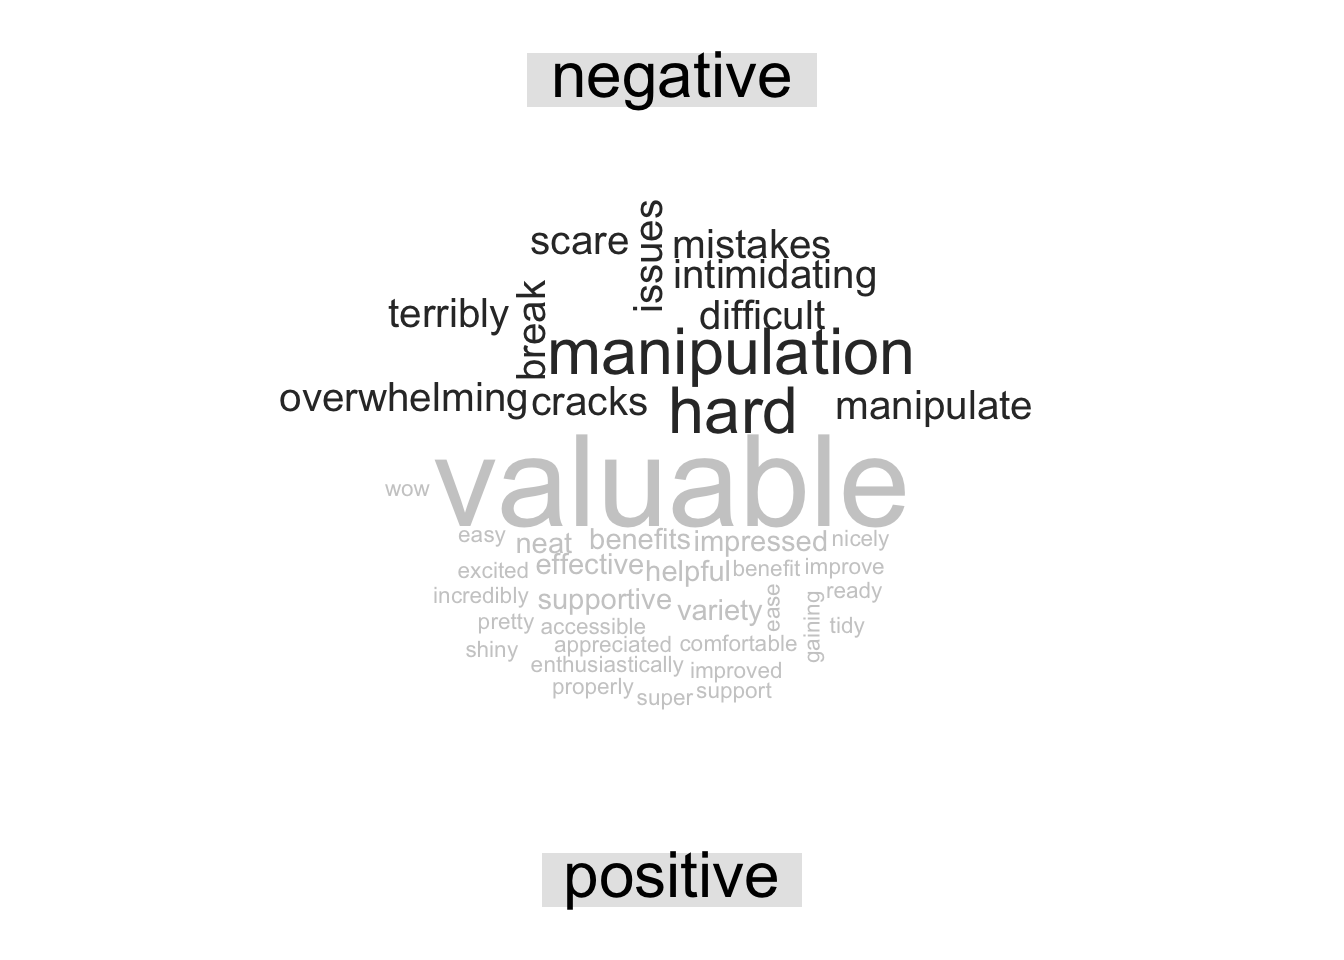 negative
scare issues mistakes
intimidating
terribly break difficult
manipulation
overwhelming cracks hard manipulate
valuable
wow
easy neat benefits impressed nicely
excited effective helpful benefit improve
incredibly supportive variety ease gaining ready
pretty accessible tidy
shiny appreciated comfortable
enthusiastically improved
properly super support
positive